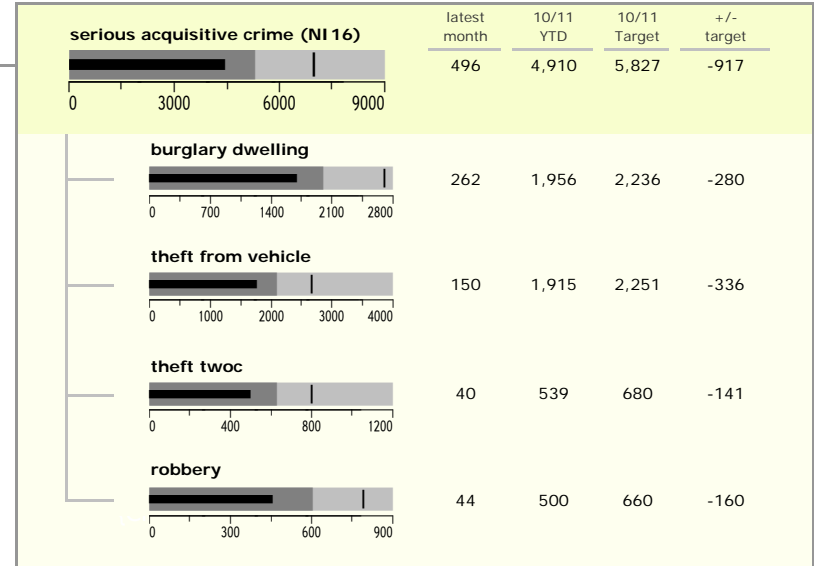 latest 10/11 10/11 +/-
serious acquisitive crime (NI 16) month YTD Target target
496 4,910 5,827 -917
0 3000 6000 9000
burglary dwelling
262 1,956 2,236 -280
0 700 1400 2100 2800
theft from vehicle
150 1,915 2,251 -336
0 1000 2000 3000 4000
theft twoc
40 539 680 -141
0 400 800 1200
robbery
44 500 660 -160
0 300 600 900